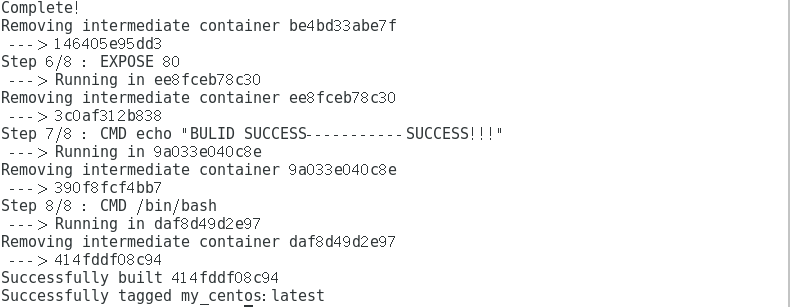 Complete!
Removing intermediate container be4bd33abe7f
 ---> 146405e95dd3
Step 6/8 : EXPOSE 80
 ---> Running in ee8fceb78c30
Removing intermediate container ee8fceb78c30
 ---> 3c0af312b838
Step 7/8 : CMD echo "BULID SUCCESS-----------SUCCESS!!!"
 ---> Running in 9a033e040c8e
Removing intermediate container 9a033e040c8e
 ---> 390f8fcf4bb7
Step 8/8 : CMD /bin/bash
 ---> Running in daf8d49d2e97
Removing intermediate container daf8d49d2e97
 ---> 414fddf08c94
Successfully built 414fddf08c94
Successfully tagged my_centos:latest